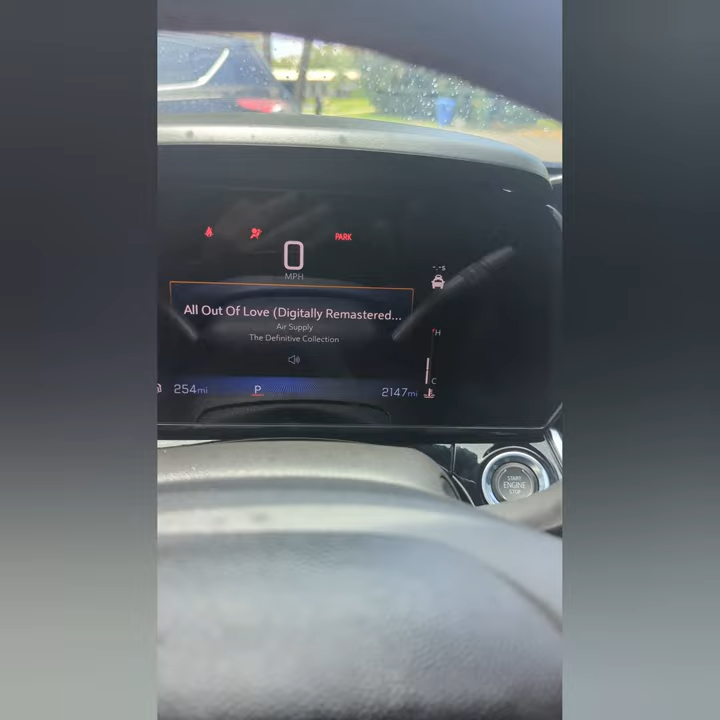 PARK
0
MPH
All Out Of Love (Digitally Remastered...
Air Supply
The Definitive Collection
H
C
254mi
P
2147mi
START
ENGINE
STOP